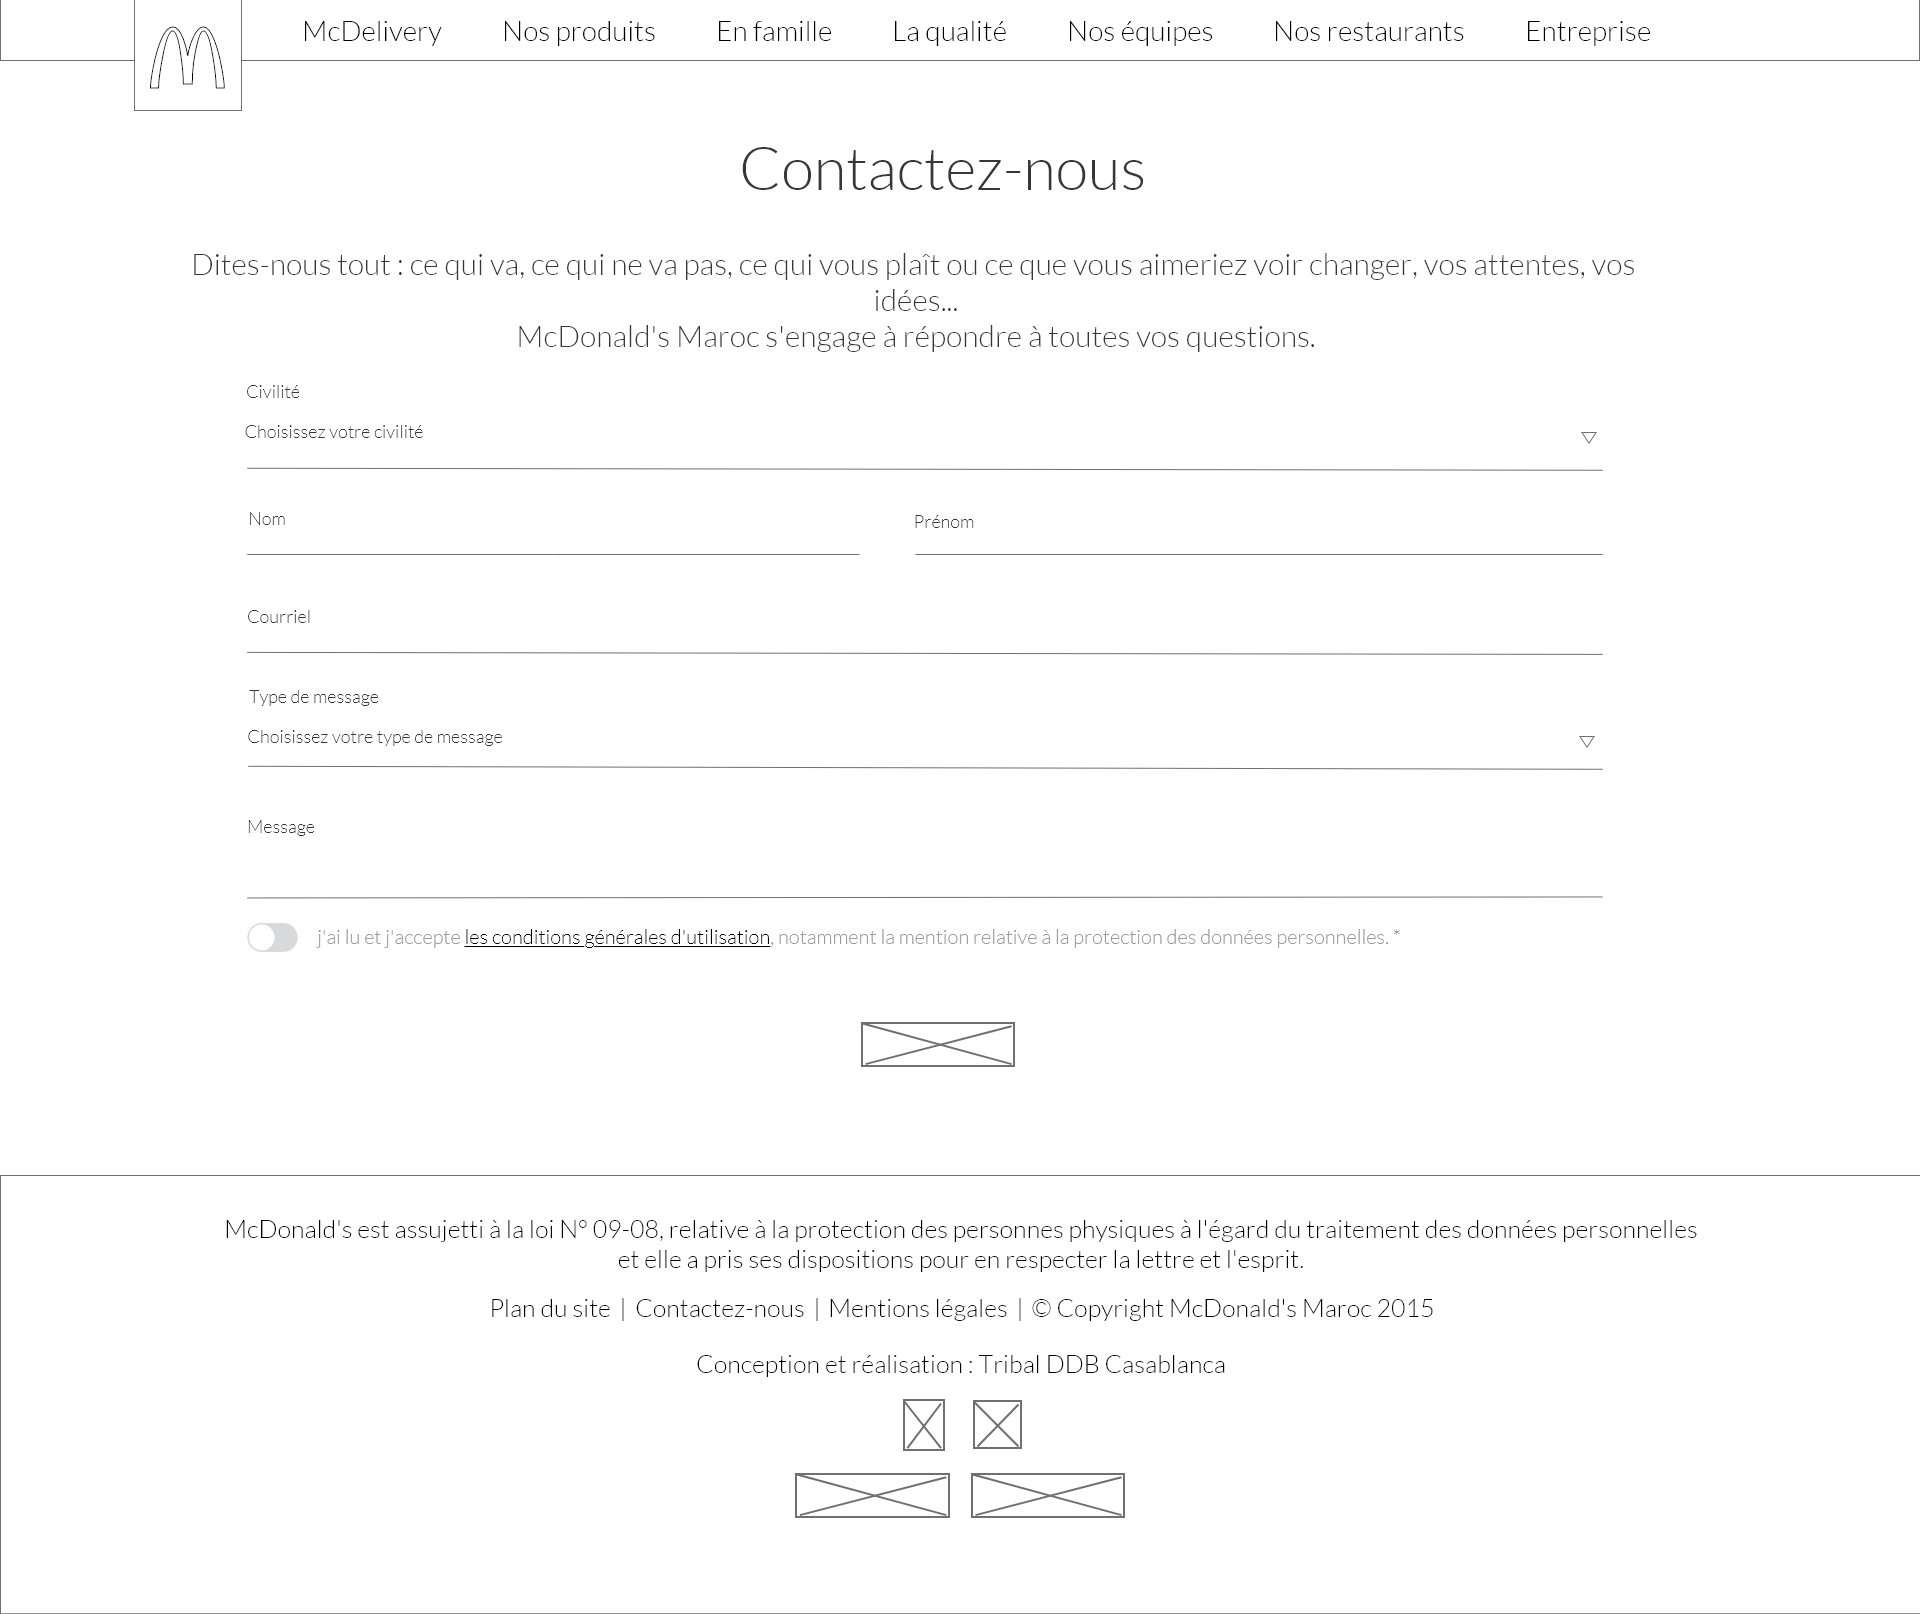 McDelivery Nos produits En famille La qualité Nos équipes Nos restaurants Entreprise
Contactez-nous
Dites-nous tout : ce qui va, ce qui ne va pas, ce qui vous plaît ou ce que vous aimeriez voir changer, vos attentes, vos
idées...
McDonald's Maroc s'engage à répondre à toutes vos questions.
Civilité
Choisissez votre civilité
Nom
Prénom
Courriel
Type de message
Choisissez votre type de message
Message
j'ai lu et j'accepte les conditions générales d'utilisation, notamment la mention relative à la protection des données personnelles. *
McDonald's est assujetti à la loi N° 09-08, relative à la protection des personnes physiques à l'égard du traitement des données personnelles
et elle a pris ses dispositions pour en respecter la lettre et l'esprit.
Plan du site | Contactez-nous | Mentions légales | © Copyright McDonald's Maroc 2015
Conception et réalisation : Tribal DDB Casablanca